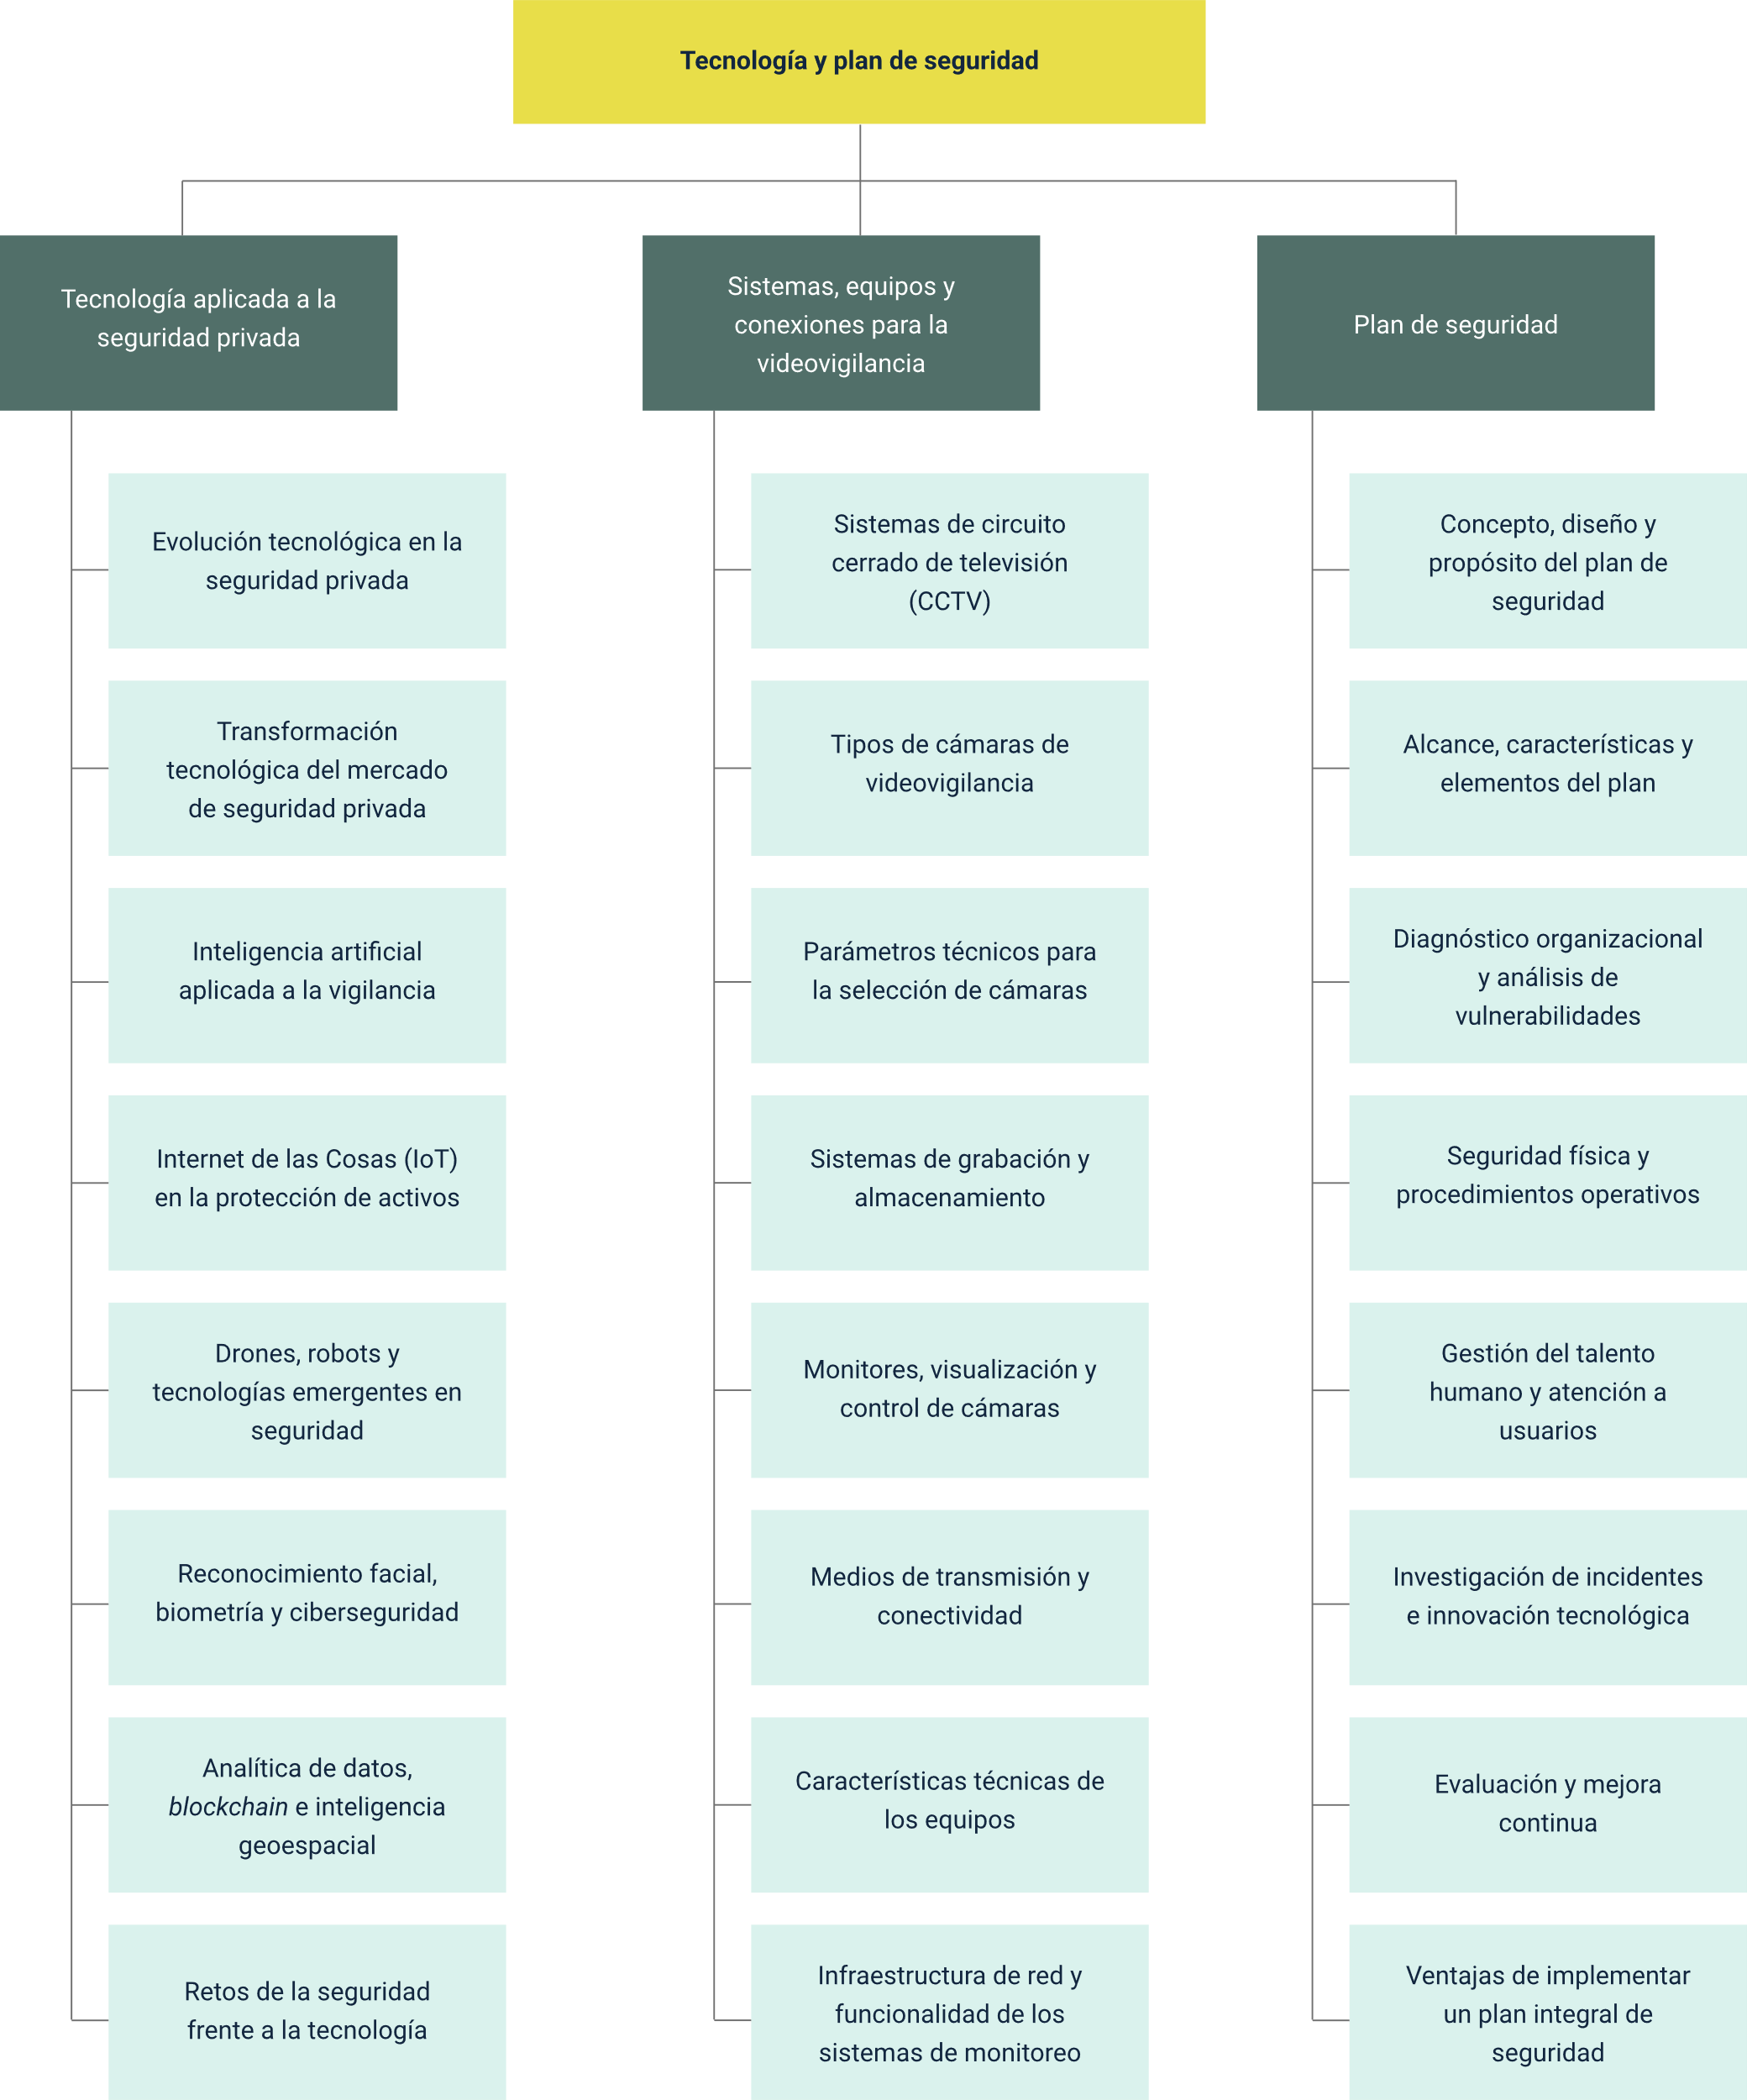 Tecnología y plan de seguridad
Tecnología aplicada a la
seguridad privada
Evolución tecnológica en la
seguridad privada
Transformación
tecnológica del mercado
de seguridad privada
Inteligencia artificial
aplicada a la vigilancia
Internet de las Cosas (IoT)
en la protección de activos
Drones, robots y
tecnologías emergentes en
seguridad
Reconocimiento facial,
biometría y ciberseguridad
Analítica de datos,
blockchain e inteligencia
geoespacial
Retos de la seguridad
frente a la tecnología
Sistemas, equipos y
conexiones para la
videovigilancia
Sistemas de circuito
cerrado de televisión
(CCTV)
Tipos de cámaras de
videovigilancia
Parámetros técnicos para
la selección de cámaras
Sistemas de grabación y
almacenamiento
Monitores, visualización y
control de cámaras
Medios de transmisión y
conectividad
Características técnicas de
los equipos
Infraestructura de red y
funcionalidad de los
sistemas de monitoreo
Plan de seguridad
Concepto, diseño y
propósito del plan de
seguridad
Alcance, características y
elementos del plan
Diagnóstico organizacional
y análisis de
vulnerabilidades
Seguridad física y
procedimientos operativos
Gestión del talento
humano y atención a
usuarios
Investigación de incidentes
e innovación tecnológica
Evaluación y mejora
continua
Ventajas de implementar
un plan integral de
seguridad